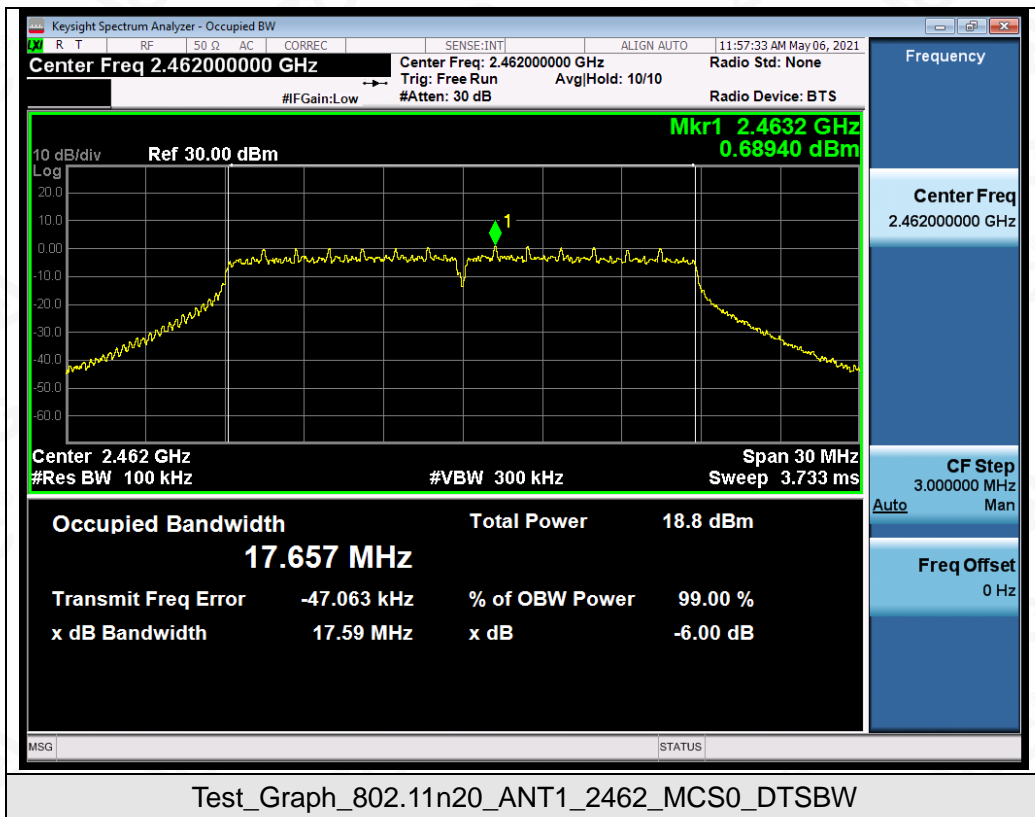 Keysight Spectrum Analyzer - Occupied BW
LXI R T RF 50 Ω AC CORREC SENSE:INT ALIGN AUTO 11:57:33 AM May 06, 2021
Center Freq 2.462000000 GHz
Center Freq: 2.462000000 GHz Radio Std: None
Trig: Free Run Avg|Hold: 10/10
#IFGain:Low #Atten: 30 dB Radio Device: BTS
Mkr1 2.4632 GHz
0.68940 dBm
10 dB/div Ref 30.00 dBm
Log
20.0
10.0
0.00
-10.0
-20.0
-30.0
-40.0
-50.0
-60.0
1
Center 2.462 GHz Span 30 MHz
#Res BW 100 kHz #VBW 300 kHz Sweep 3.733 ms
Occupied Bandwidth Total Power 18.8 dBm
17.657 MHz
Transmit Freq Error -47.063 kHz % of OBW Power 99.00 %
x dB Bandwidth 17.59 MHz x dB -6.00 dB
Frequency
Center Freq
2.462000000 GHz
CF Step
3.000000 MHz
Auto Man
Freq Offset
0 Hz
MSG STATUS
Test_Graph_802.11n20_ANT1_2462_MCS0_DTSBW